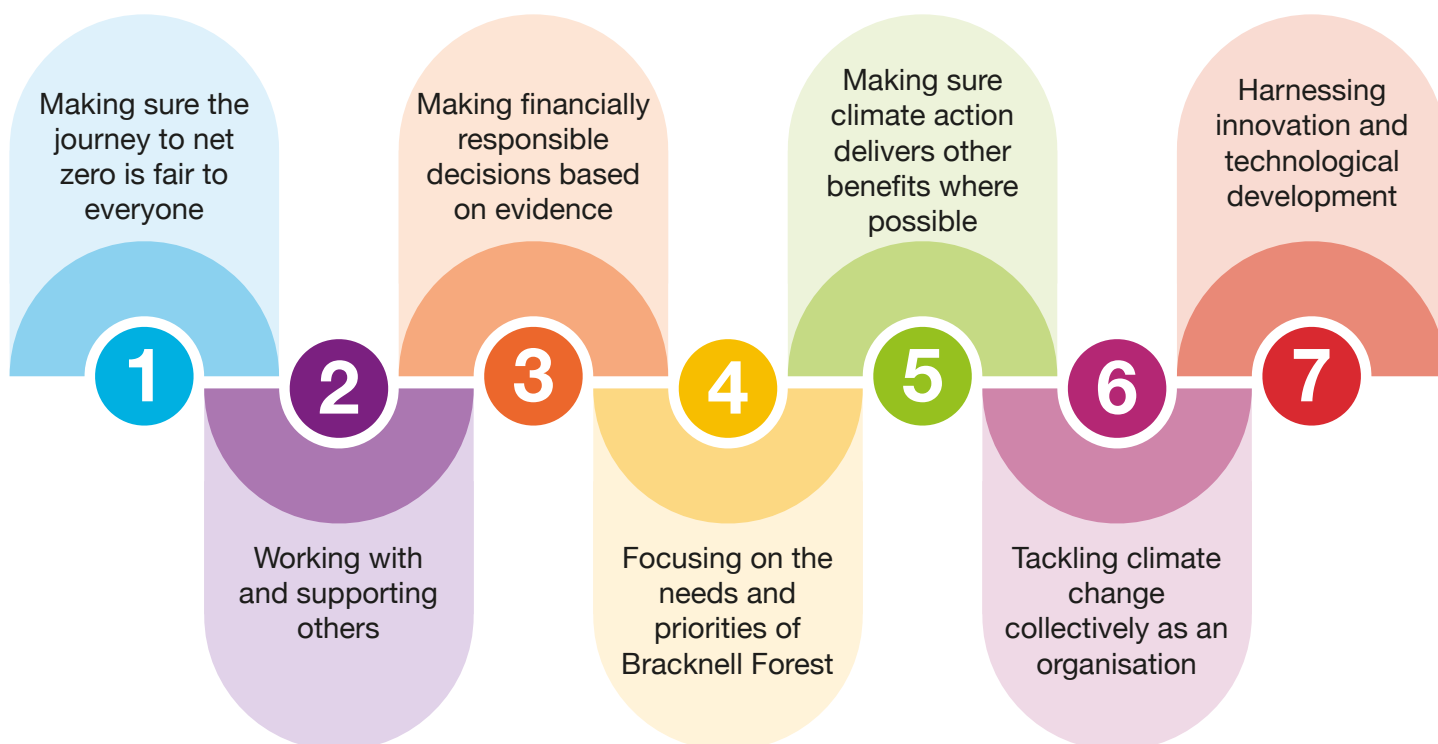 1
Making sure the
journey to net
zero is fair to
everyone
2
Working with
and supporting
others
3
Making financially
responsible
decisions based
on evidence
4
Focusing on the
needs and
priorities of
Bracknell Forest
5
Making sure
climate action
delivers other
benefits where
possible
6
Tackling climate
change
collectively as an
organisation
7
Harnessing
innovation and
technological
development